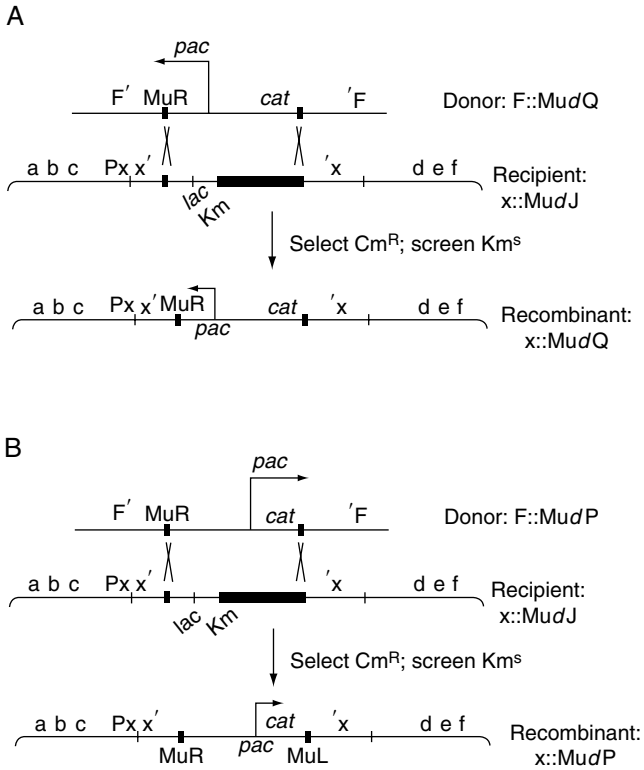 A
pac
F′ MuR cat ′F Donor: F::MudQ
a b c Px x′ ′x d e f Recipient:
x::MudJ
lac
Km
Select CmR; screen Kms
a b c Px x′ MuR cat ′x d e f Recombinant:
x::MudQ
pac
B
pac
F′ MuR cat ′F Donor: F::MudP
a b c Px x′ ′x d e f Recipient:
x::MudJ
lac
Km
Select CmR; screen Kms
a b c Px x′ cat ′x d e f Recombinant:
x::MudP
pac
MuR MuL